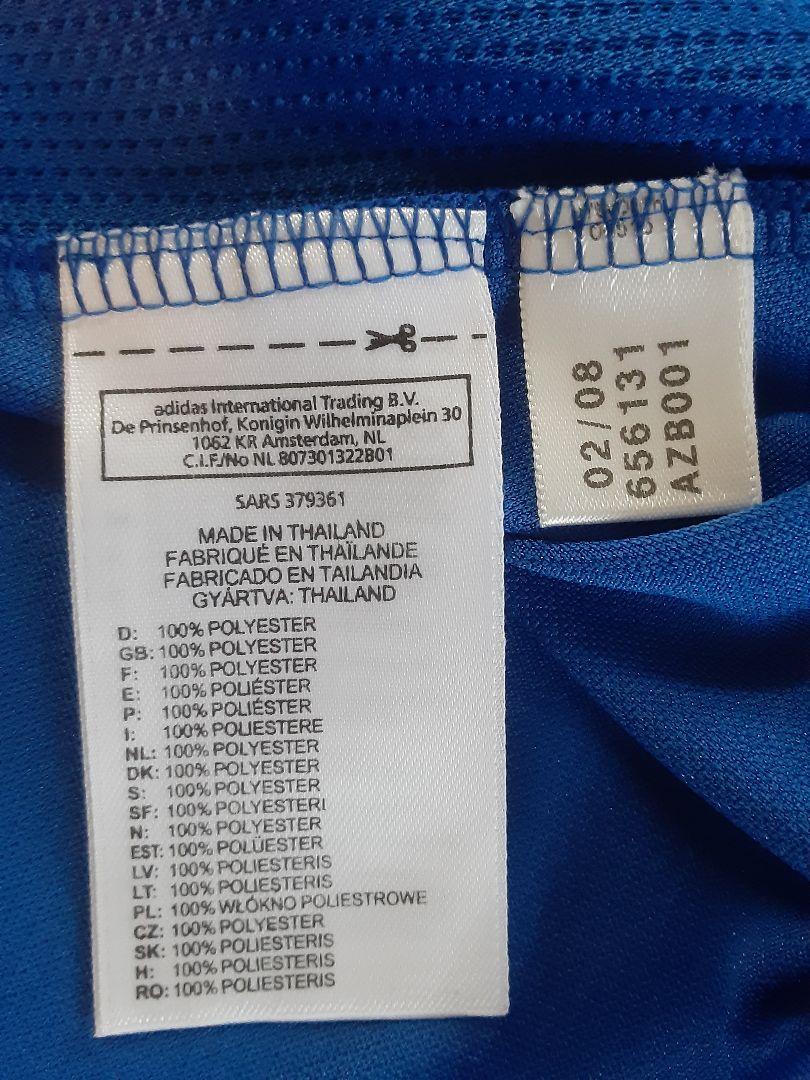 adidas International Trading B.V.
De Prinsenhof, Konigin Wilhelminaplein 30
1062 KR Amsterdam, NL
C.I.F./No NL 807301322B01
SARS 379361
MADE IN THAILAND
FABRIQUÉ EN THAÏLANDE
FABRICADO EN TAILANDIA
GYÁRTVA: THAILAND
D: 100% POLYESTER
GB: 100% POLYESTER
F: 100% POLYESTER
E: 100% POLIÉSTER
P: 100% POLIÉSTER
I: 100% POLIESTERE
NL: 100% POLYESTER
DK: 100% POLYESTER
S: 100% POLYESTER
SF: 100% POLYESTERI
N: 100% POLYESTER
EST: 100% POLÜESTER
LV: 100% POLIESTERIS
LT: 100% POLIESTERIS
PL: 100% WŁÓKNO POLIESTROWE
CZ: 100% POLYESTER
SK: 100% POLIESTERIS
H: 100% POLIESTERIS
RO: 100% POLIESTERIS
02/08
656131
AZB001